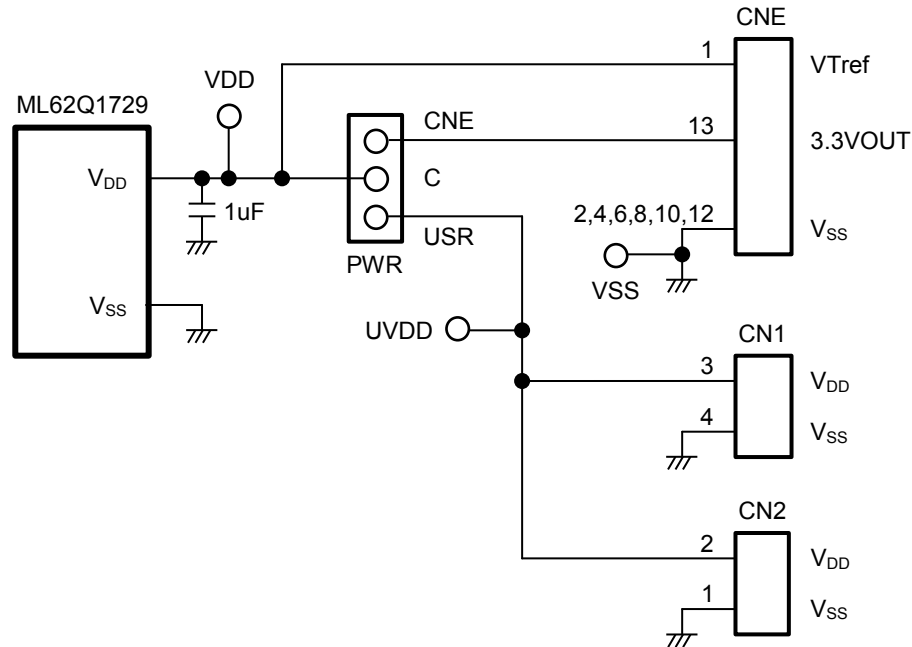 CNE
1
VTref
VDD
ML62Q1729
CNE
13
3.3VOUT
VDD
C
1uF
2,4,6,8,10,12
VSS
USR
PWR
VSS
VSS
UVDD
CN1
3
VDD
4
VSS
CN2
2
VDD
1
VSS